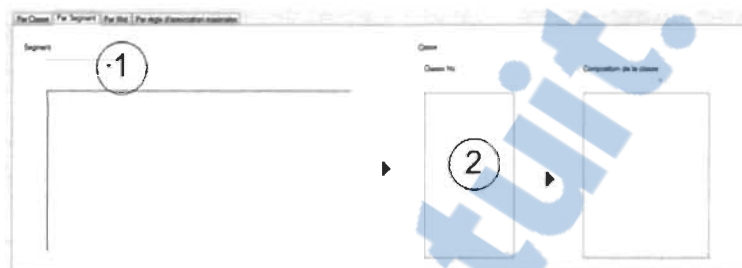 Par Classe Par Segment Par Mot Par règle d'association maximales
Segment
Classe
Classe No
Composition de la classe
1
2
tuit.